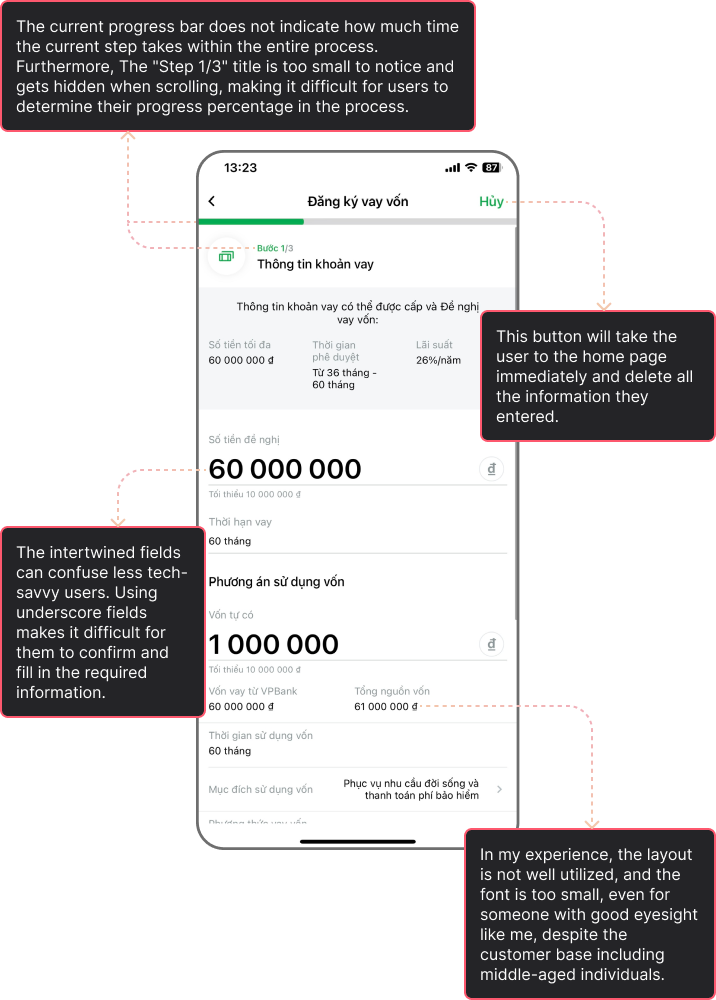 The current progress bar does not indicate how much time
the current step takes within the entire process.
Furthermore, The "Step 1/3" title is too small to notice and
gets hidden when scrolling, making it difficult for users to
determine their progress percentage in the process.
13:23
87
Đăng ký vay vốn
Hủy
Bước 1/3
Thông tin khoản vay
Thông tin khoản vay có thể được cấp và Đề nghị
vay vốn:
Số tiền tối đa
60 000 000 ₫
Thời gian
phê duyệt
Từ 36 tháng -
60 tháng
Lãi suất
26%/năm
This button will take the
user to the home page
immediately and delete all
the information they
entered.
Số tiền đề nghị
60 000 000
₫
Tối thiểu 10 000 000 ₫
Thời hạn vay
60 tháng
The intertwined fields
can confuse less tech-
savvy users. Using
underscore fields
makes it difficult for
them to confirm and
fill in the required
information.
Phương án sử dụng vốn
Vốn tự có
1 000 000
₫
Tối thiểu 10 000 000 ₫
Vốn vay từ VPBank
60 000 000 ₫
Tổng nguồn vốn
61 000 000 ₫
Thời gian sử dụng vốn
60 tháng
Mục đích sử dụng vốn
Phục vụ nhu cầu đời sống và
thanh toán phí bảo hiểm
Phương thức vay vốn
In my experience, the layout
is not well utilized, and the
font is too small, even for
someone with good eyesight
like me, despite the
customer base including
middle-aged individuals.